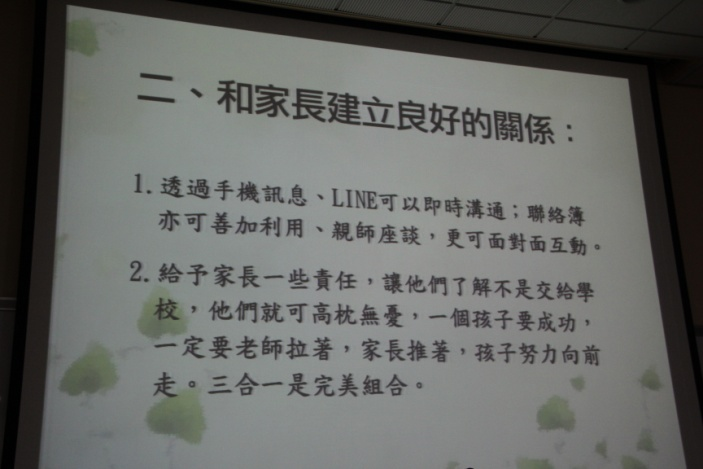 二、和家長建立良好的關係：
1.透過手機訊息、LINE可以即時溝通；聯絡簿
亦可善加利用、親師座談，更可面對面互動。
2.給予家長一些責任，讓他們了解不是交給學
校，他們就可高枕無憂，一個孩子要成功，
一定要老師拉著，家長推著，孩子努力向前
走。三合一是完美組合。